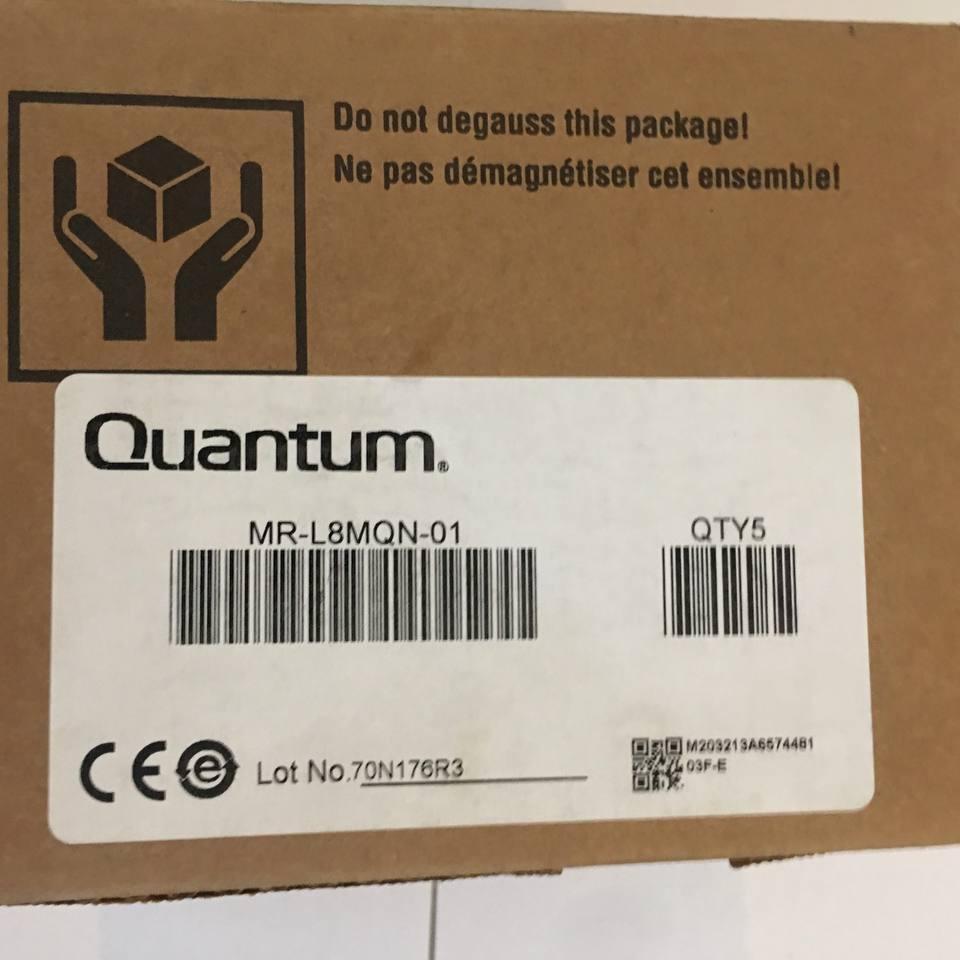 Do not degauss this package!
Ne pas démagnétiser cet ensemble!
Quantum®
MR-L8MQN-01
QTY5
CE
Lot No.70N176R3
M203213A6574481
03F-E